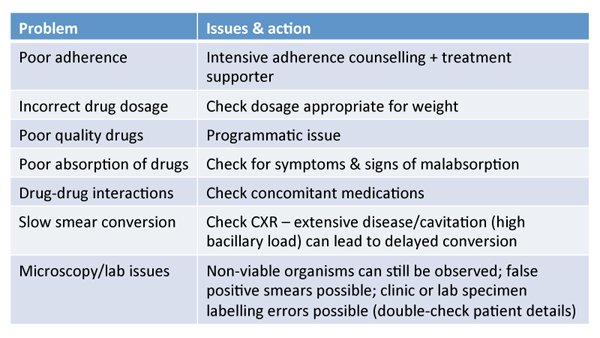 Problem Issues & action
Poor adherence Intensive adherence counselling + treatment
supporter
Incorrect drug dosage Check dosage appropriate for weight
Poor quality drugs Programmatic issue
Poor absorption of drugs Check for symptoms & signs of malabsorption
Drug-drug interactions Check concomitant medications
Slow smear conversion Check CXR – extensive disease/cavitation (high
bacillary load) can lead to delayed conversion
Microscopy/lab issues Non-viable organisms can still be observed; false
positive smears possible; clinic or lab specimen
labelling errors possible (double-check patient details)